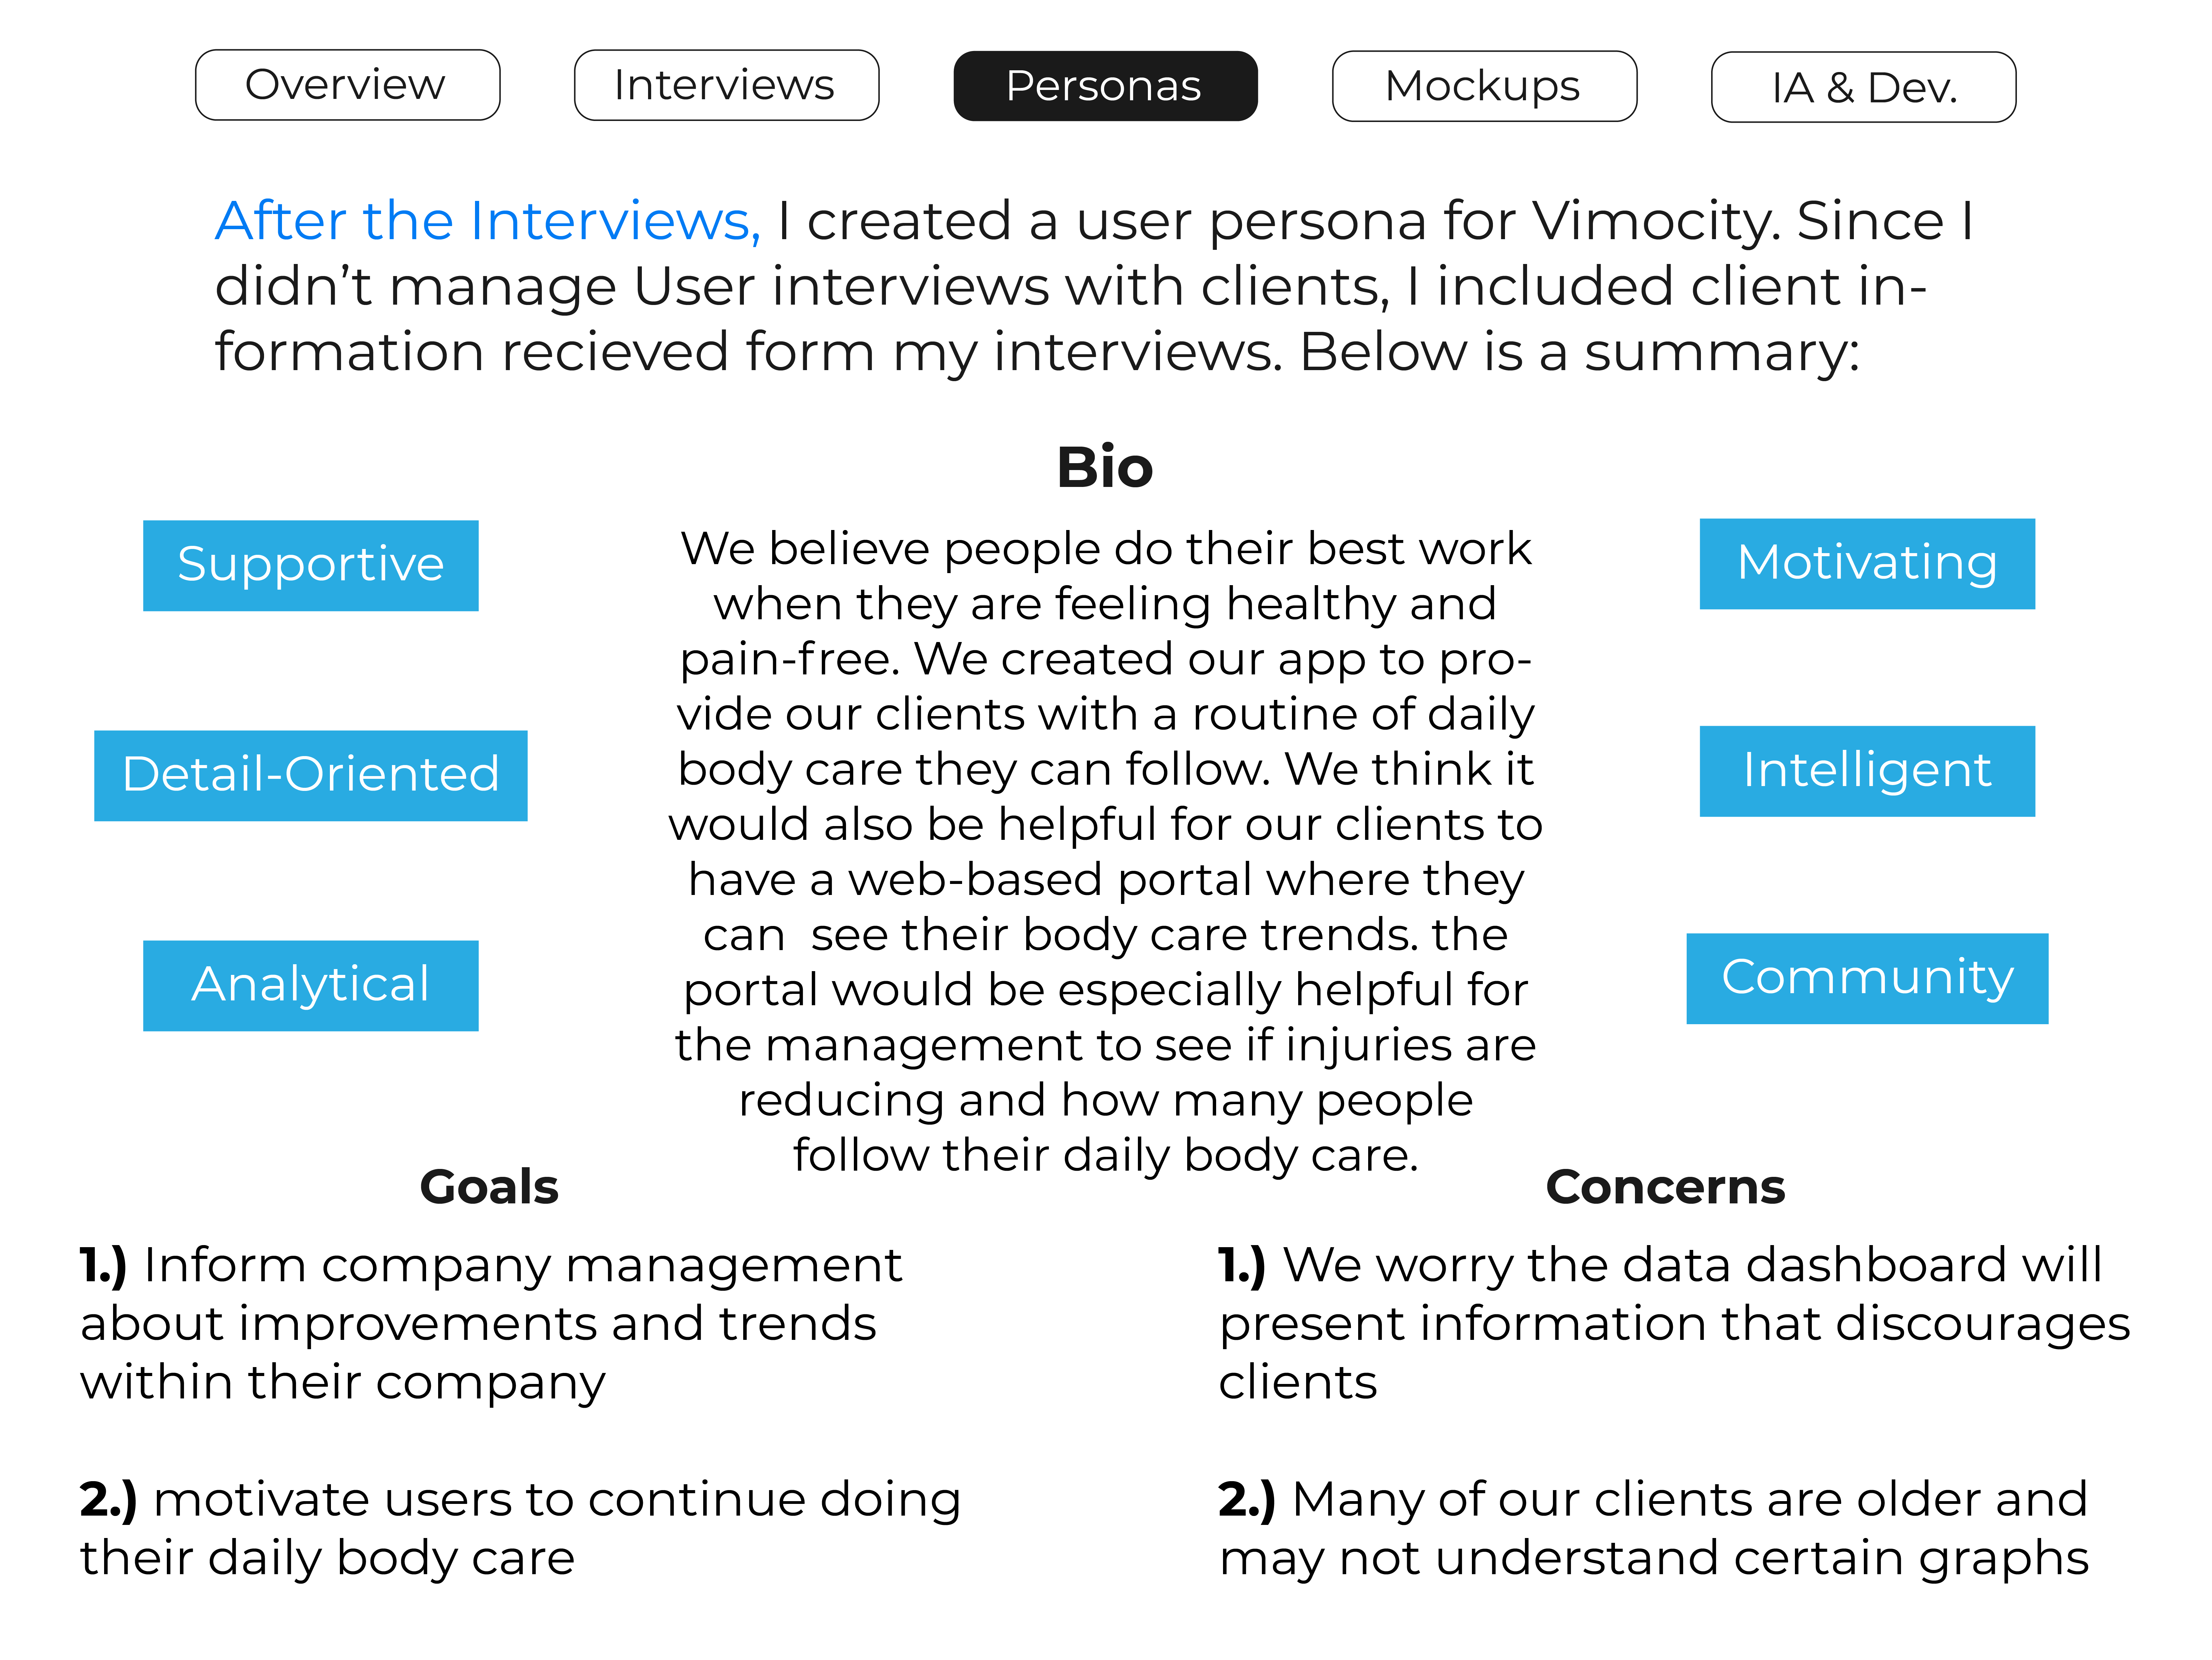 Overview
Interviews
Personas
Mockups
IA & Dev.
After the Interviews, I created a user persona for Vimocity. Since I
didn’t manage User interviews with clients, I included client in-
formation recieved form my interviews. Below is a summary:
Bio
Supportive
Detail-Oriented
Analytical
We believe people do their best work
when they are feeling healthy and
pain-free. We created our app to pro-
vide our clients with a routine of daily
body care they can follow. We think it
would also be helpful for our clients to
have a web-based portal where they
can  see their body care trends. the
portal would be especially helpful for
the management to see if injuries are
reducing and how many people
follow their daily body care.
Motivating
Intelligent
Community
Goals
1.) Inform company management
about improvements and trends
within their company
2.) motivate users to continue doing
their daily body care
Concerns
1.) We worry the data dashboard will
present information that discourages
clients
2.) Many of our clients are older and
may not understand certain graphs